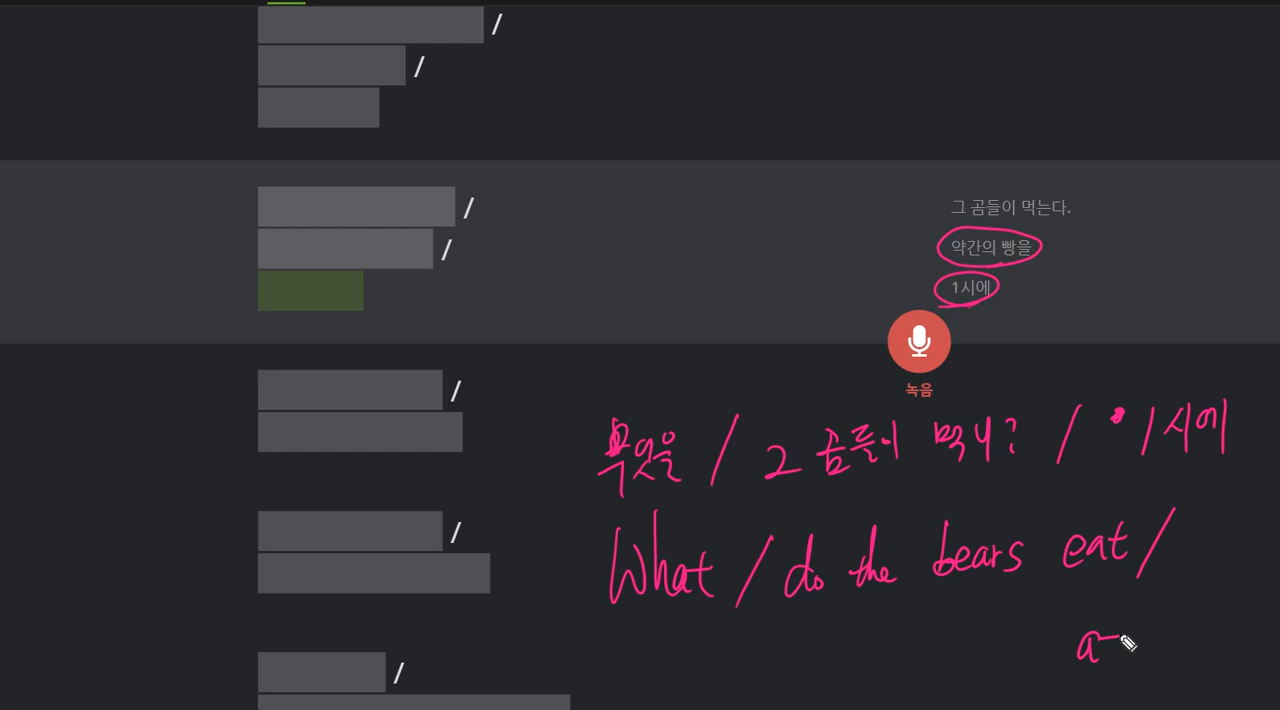 /
/
/
/
그 곰들이 먹는다.
약간의 빵을
1시에
녹음
/
무엇을 / 그 곰들이 먹니? / 1시에
/
What / do the bears eat /
a
/